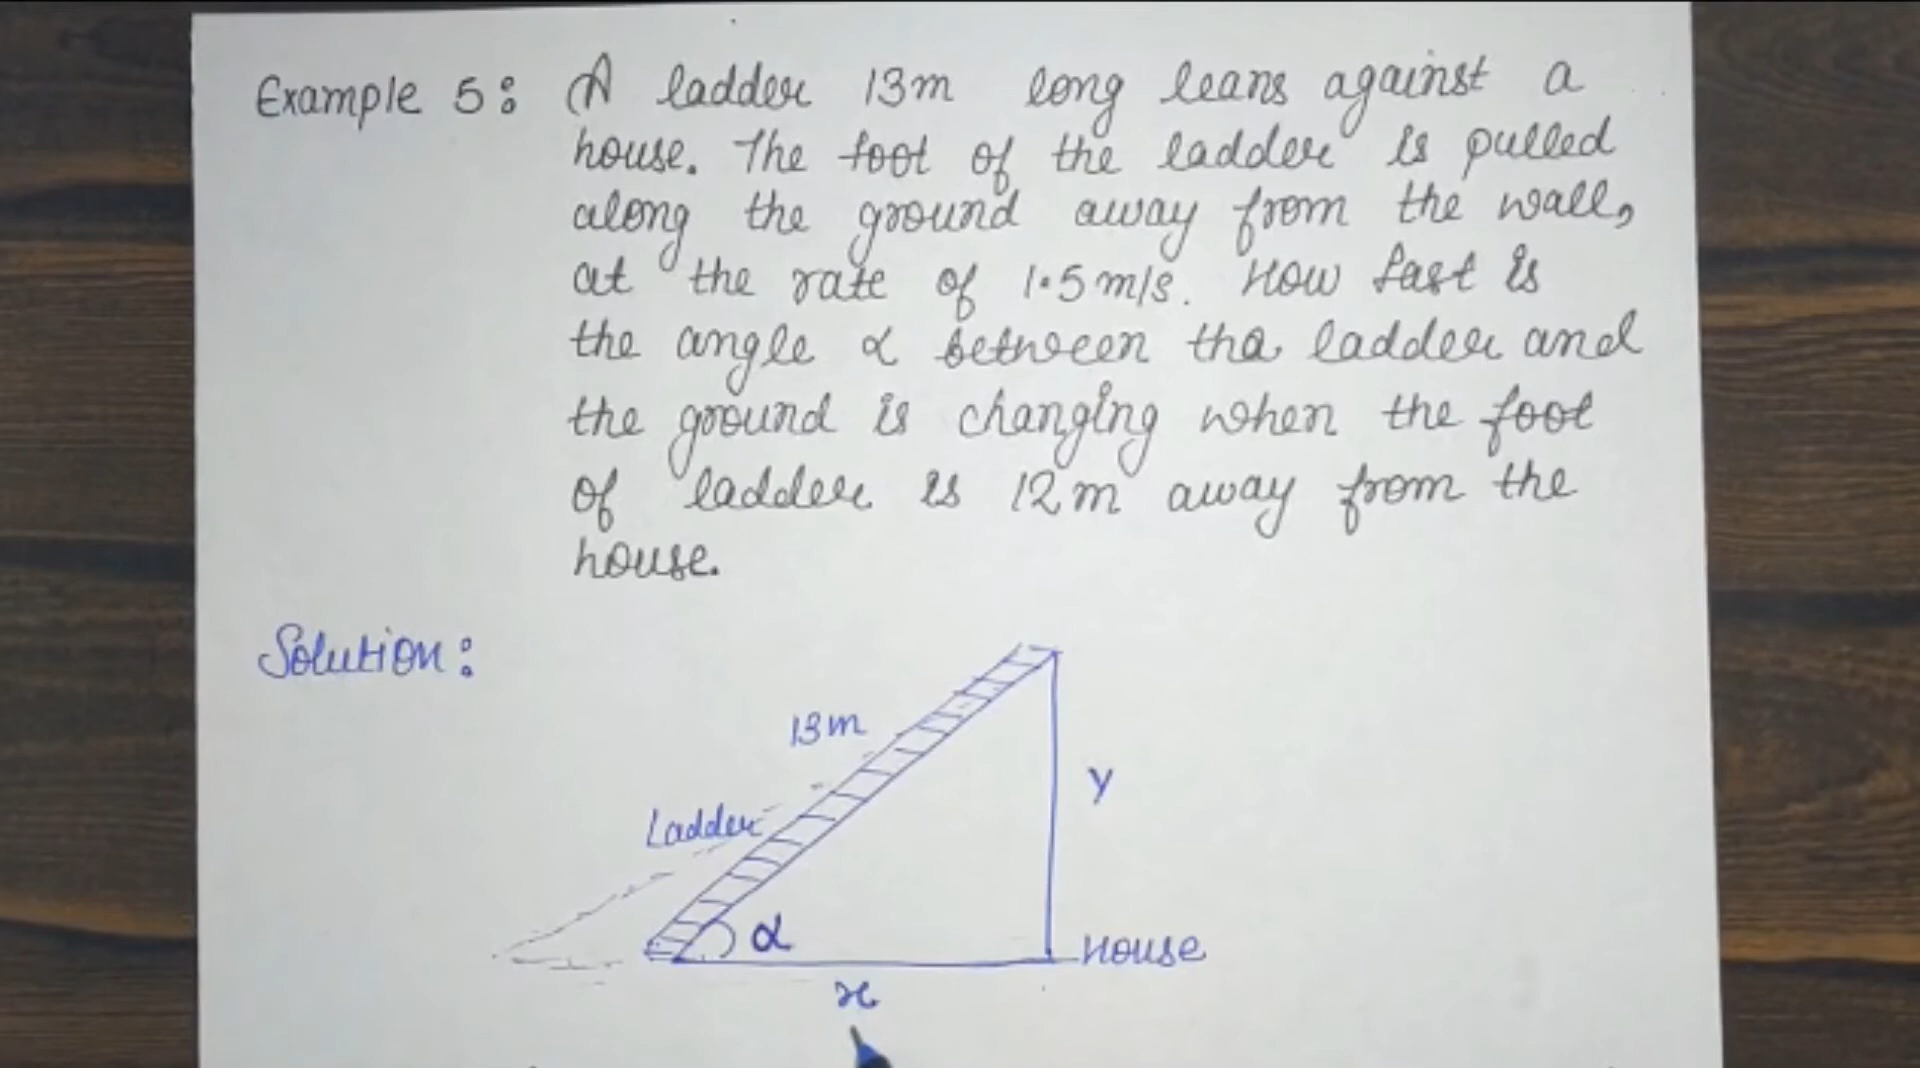 Example 5: A ladder 13m long leans against a
house. The foot of the ladder is pulled
along the ground away from the wall,
at the rate of 1.5 m/s. How fast is
the angle α between tha ladder and
the ground is changing when the foot
of ladder is 12m away from the
house.
Solution:
13m
y
Ladder
α
House
x